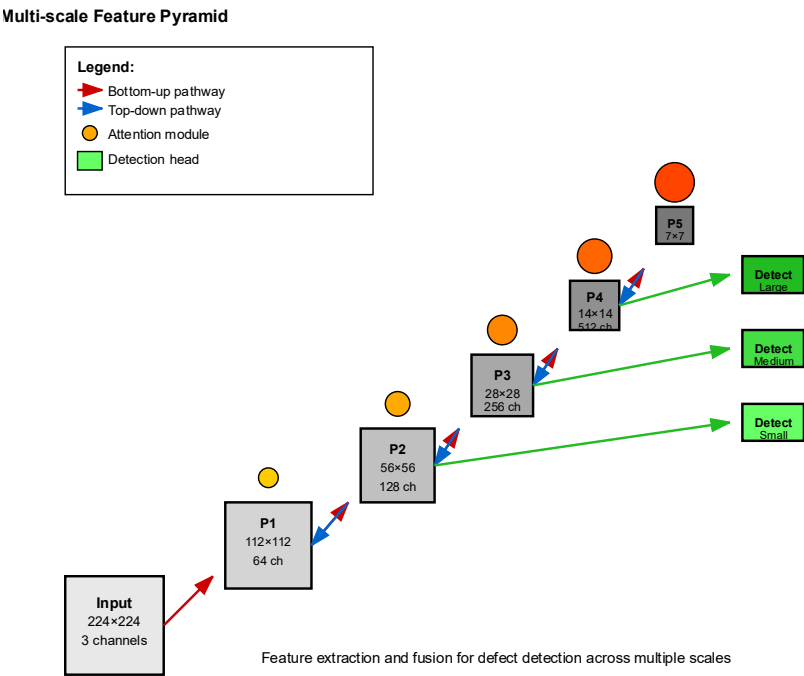 Multi-scale Feature Pyramid
Legend:
Bottom-up pathway
Top-down pathway
Attention module
Detection head
P5
7×7
P4
14×14
512 ch
Detect
Large
P3
28×28
256 ch
Detect
Medium
P2
56×56
128 ch
Detect
Small
P1
112×112
64 ch
Input
224×224
3 channels
Feature extraction and fusion for defect detection across multiple scales